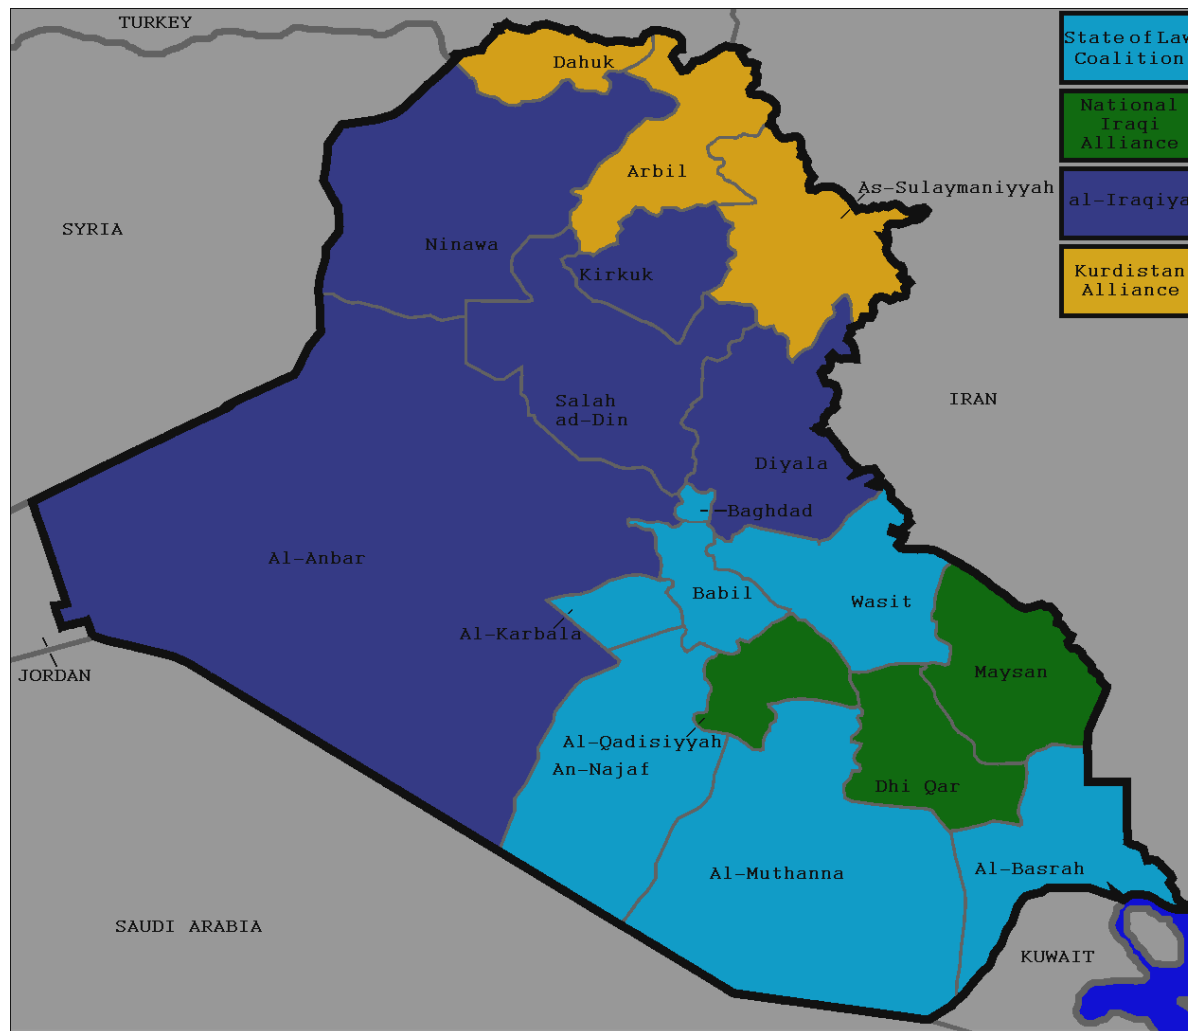 TURKEY
State of Law
Coalition
Dahuk
National
Iraqi
Alliance
Arbil
As-Sulaymaniyyah
al-Iraqiya
SYRIA
Ninawa
Kirkuk
Kurdistan
Alliance
Salah
ad-Din
IRAN
Diyala
Baghdad
Al-Anbar
Babil
Wasit
Al-Karbala
JORDAN
Maysan
Al-Qadisiyyah
An-Najaf
Dhi Qar
Al-Muthanna
Al-Basrah
SAUDI ARABIA
KUWAIT